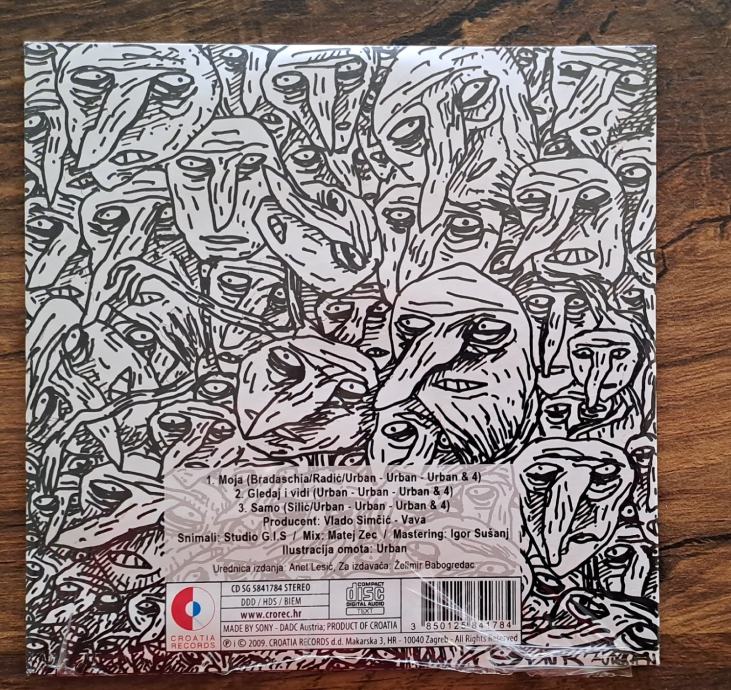 1. Moja (Bradaschia/Radić/Urban - Urban - Urban & 4)
2. Gledaj i vidi (Urban - Urban - Urban & 4)
3. Samo (Silić/Urban - Urban - Urban & 4)
Producent: Vlado Simčić - Vava
Snimali: Studio G.I.S / Mix: Matej Zec / Mastering: Igor Sušanj
Ilustracija omota: Urban
Urednica izdanja: Anet Lesić, Za izdavača: Želimir Babogredac
CD SG 5841784 STEREO
DDD / HDS / BIEM
www.crorec.hr
COMPACT
disc
DIGITAL AUDIO
TEXT
MADE BY SONY - DADC Austria; PRODUCT OF CROATIA
3 850125 841784
CROATIA
RECORDS
℗ i © 2009. CROATIA RECORDS d.d. Makarska 3, HR - 10040 Zagreb - All Rights Reserved